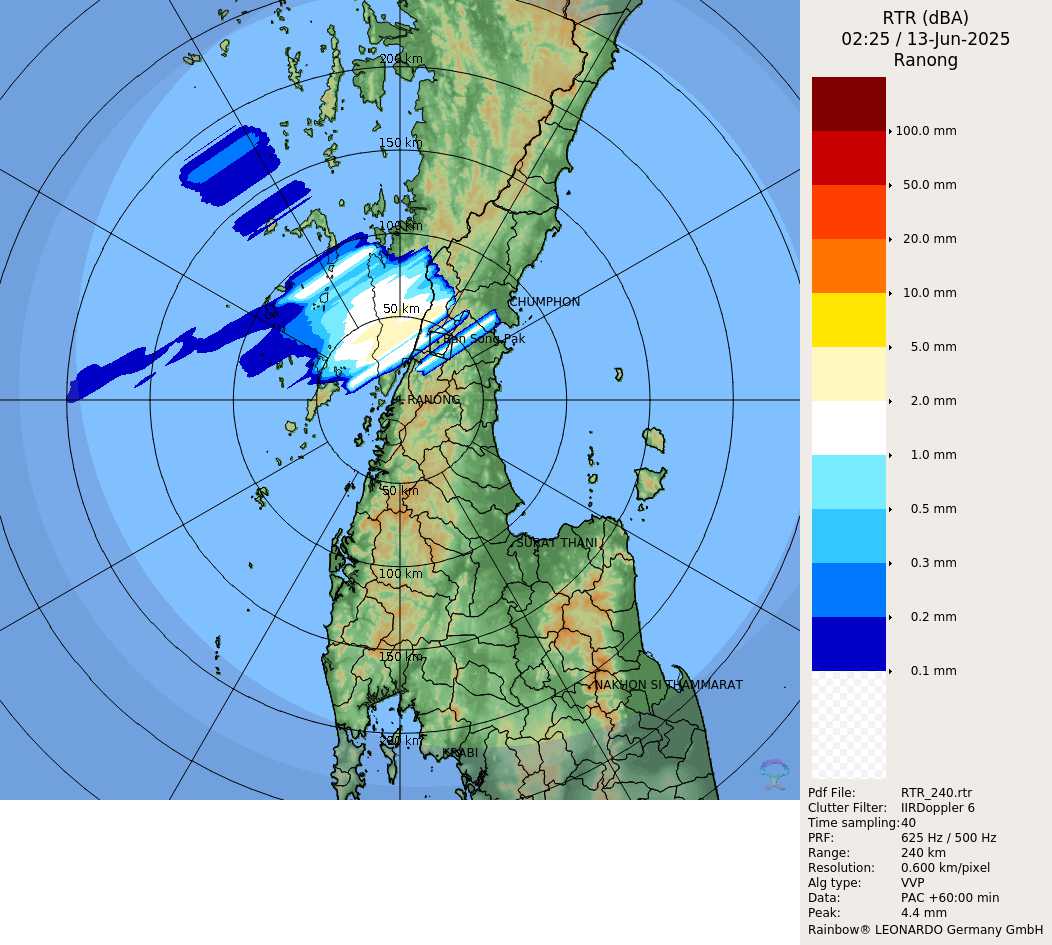 RTR (dBA)
02:25 / 13-Jun-2025
Ranong
200 km
150 km
100 km
50 km
CHUMPHON
Ban Song Pak
RANONG
50 km
SURAT THANI
100 km
150 km
NAKHON SI THAMMARAT
200 km
KRABI
100.0 mm
50.0 mm
20.0 mm
10.0 mm
5.0 mm
2.0 mm
1.0 mm
0.5 mm
0.3 mm
0.2 mm
0.1 mm
Pdf File: RTR_240.rtr
Clutter Filter: IIRDoppler 6
Time sampling:40
PRF: 625 Hz / 500 Hz
Range: 240 km
Resolution: 0.600 km/pixel
Alg type: VVP
Data: PAC +60:00 min
Peak: 4.4 mm
Rainbow® LEONARDO Germany GmbH